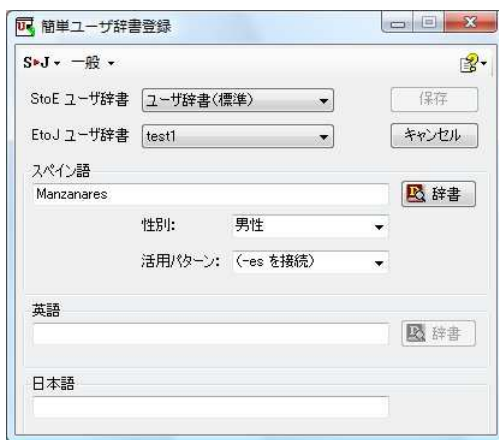 簡単ユーザ辞書登録
S▸J 一般
StoE ユーザ辞書 ユーザ辞書(標準) 保存
EtoJ ユーザ辞書 test1 キャンセル
スペイン語
Manzanares 辞書
性別: 男性
活用パターン: (-es を接続)
英語
辞書
日本語